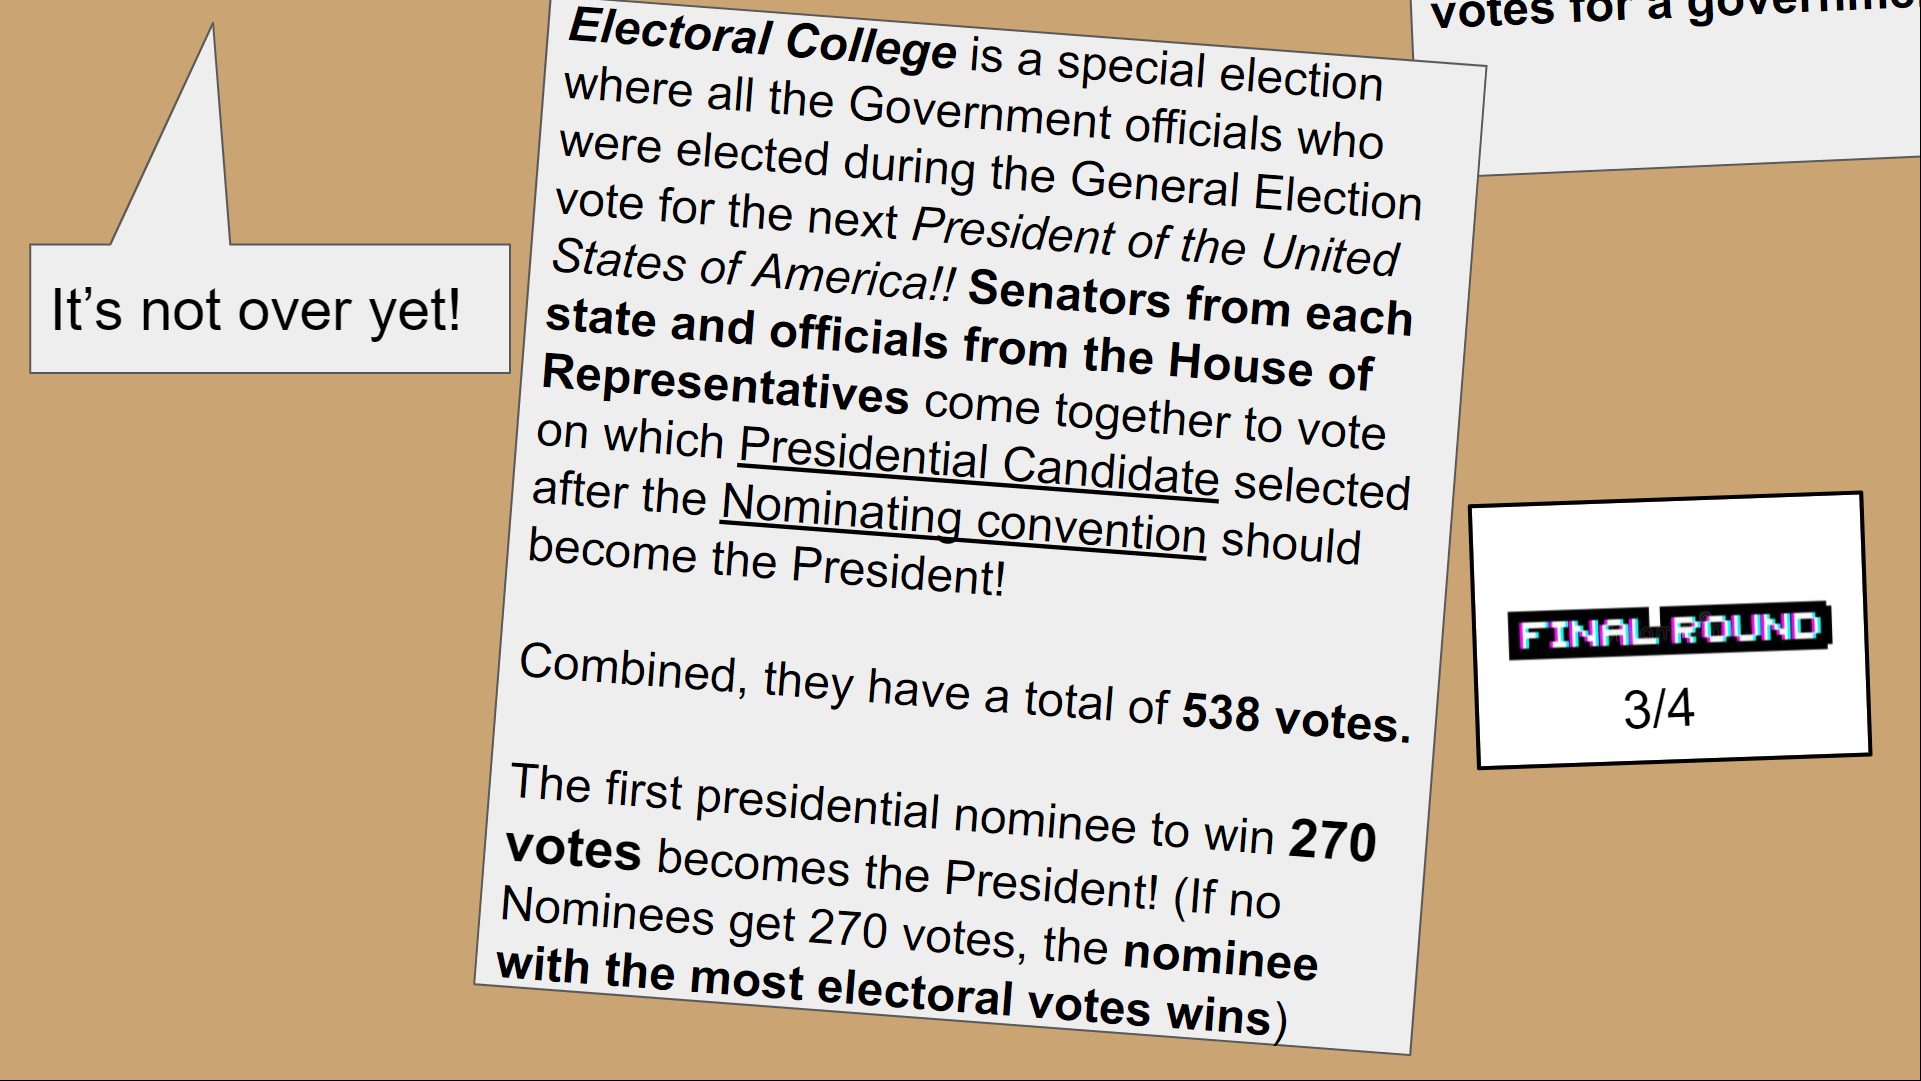 votes for a
Electoral College is a special election
where all the Government officials who
were elected during the General Election
vote for the next President of the United
States of America!! Senators from each
state and officials from the House of
Representatives come together to vote
on which Presidential Candidate selected
after the Nominating convention should
become the President!
Combined, they have a total of 538 votes.
The first presidential nominee to win 270
votes becomes the President! (If no
Nominees get 270 votes, the nominee
with the most electoral votes wins)
It’s not over yet!
FINAL ROUND
3/4